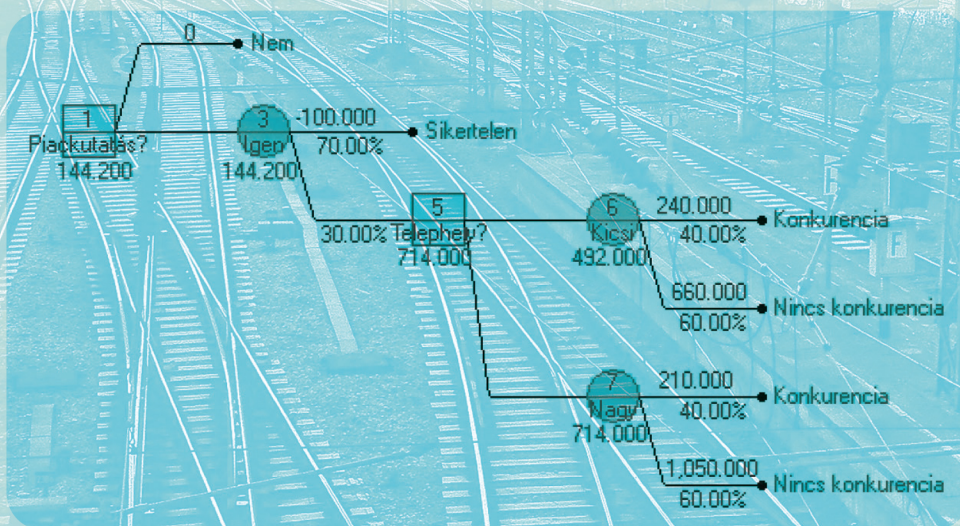 0
Nem
1
Piackutatás?
144.200
3
Igen
144.200
-100.000
70.00%
Sikertelen
30.00%
5
Telephely?
714.000
6
Kicsi
492.000
240.000
40.00%
Konkurencia
660.000
60.00%
Nincs konkurencia
7
Nagy
714.000
210.000
40.00%
Konkurencia
1,050.000
60.00%
Nincs konkurencia